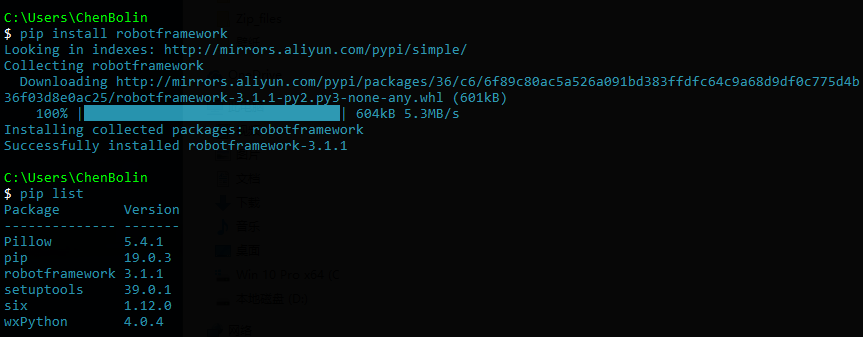 C:\Users\ChenBolin
$ pip install robotframework
Looking in indexes: http://mirrors.aliyun.com/pypi/simple/
Collecting robotframework
  Downloading http://mirrors.aliyun.com/pypi/packages/36/c6/6f89c80ac5a526a091bd383ffdfc64c9a68d9df0c775d4b
36f03d8e0ac25/robotframework-3.1.1-py2.py3-none-any.whl (601kB)
    100% |████████████████████████████████| 604kB 5.3MB/s
Installing collected packages: robotframework
Successfully installed robotframework-3.1.1
C:\Users\ChenBolin
$ pip list
Package        Version
-------------- -------
Pillow         5.4.1
pip            19.0.3
robotframework 3.1.1
setuptools     39.0.1
six            1.12.0
wxPython       4.0.4